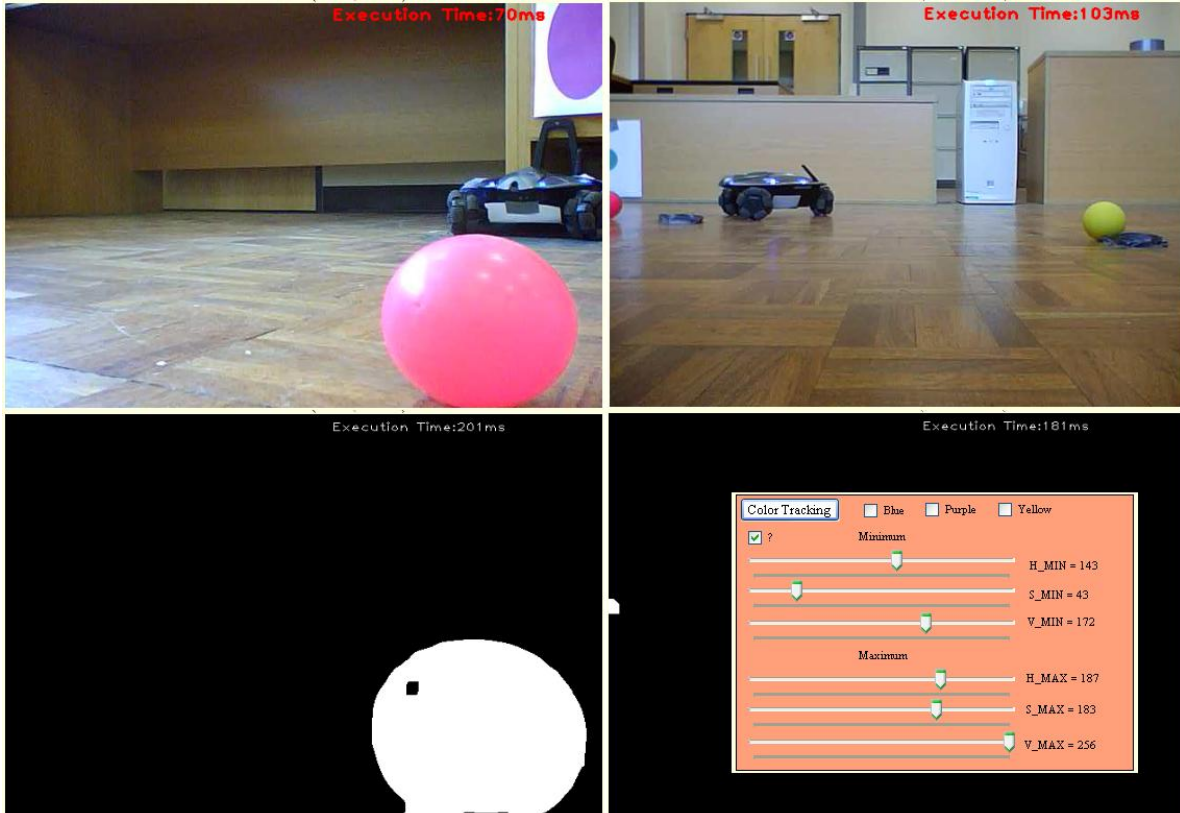 Execution Time:70ms
Execution Time:103ms
Execution Time:201ms
Execution Time:181ms
Color Tracking Blue Purple Yellow
? Minimum
H_MIN = 143
S_MIN = 43
V_MIN = 172
Maximum
H_MAX = 187
S_MAX = 183
V_MAX = 256